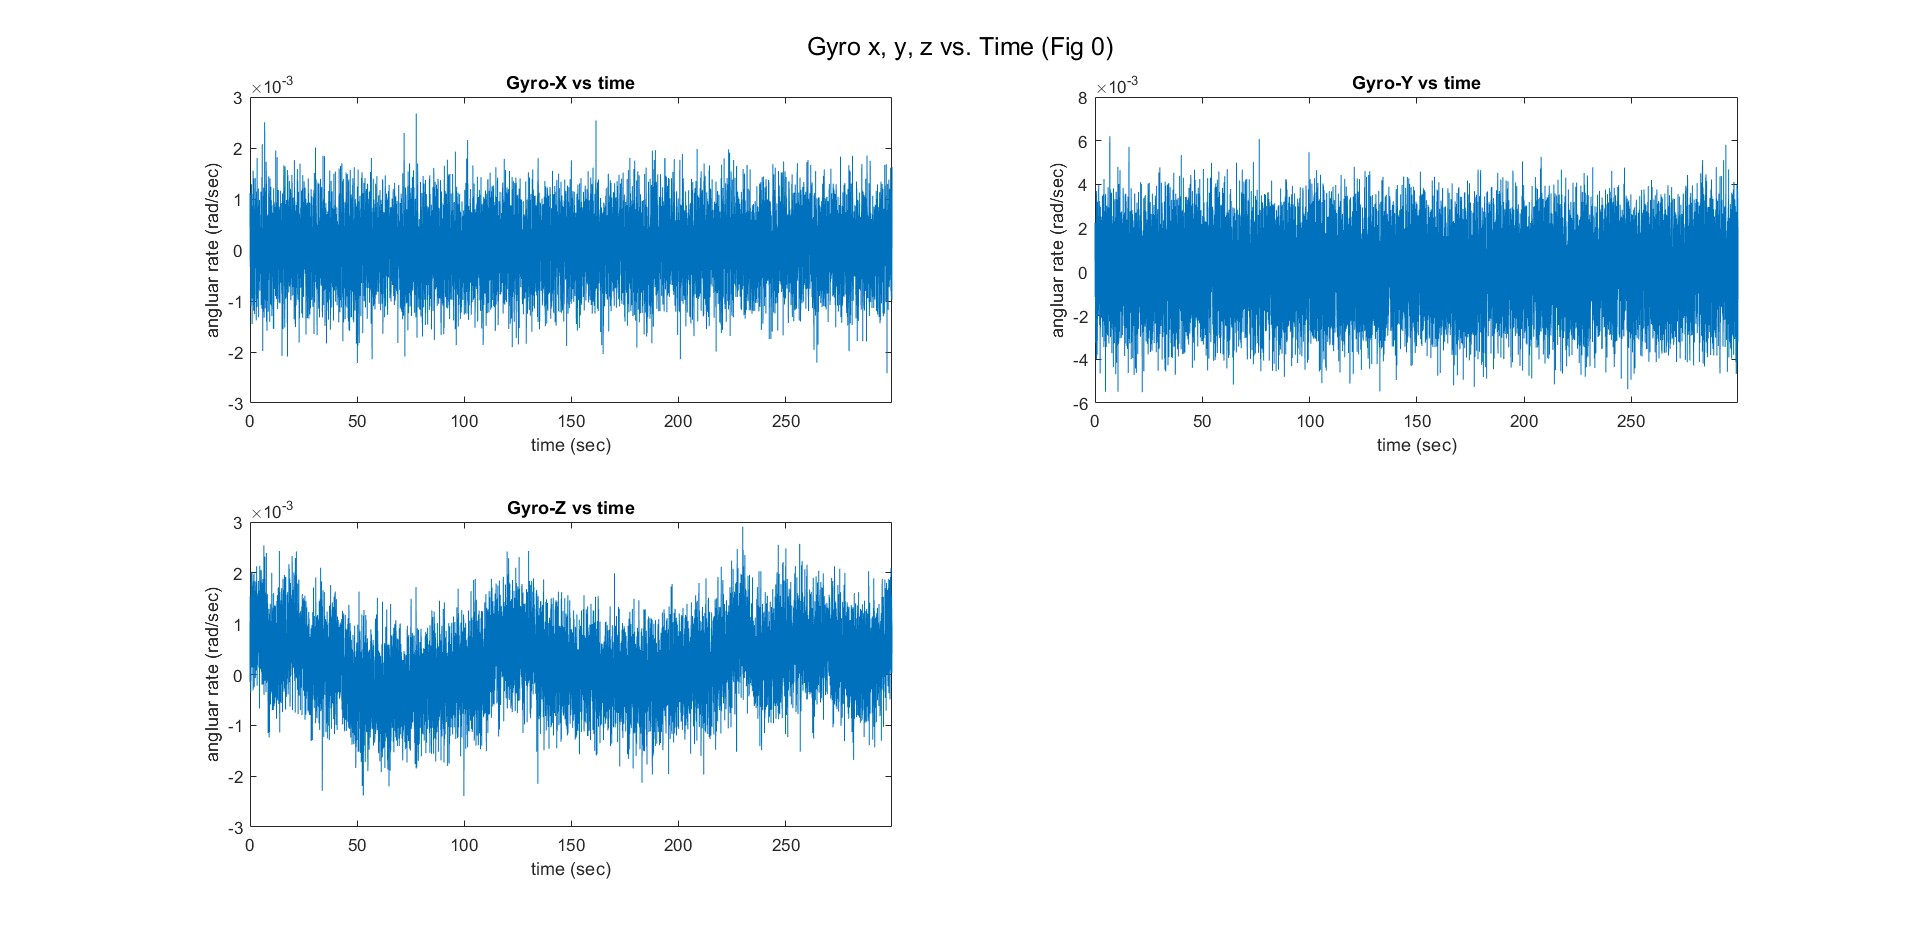 Gyro x, y, z vs. Time (Fig 0)
Gyro-X vs time
×10-3
3
2
1
0
-1
-2
-3
angluar rate (rad/sec)
0 50 100 150 200 250
time (sec)
Gyro-Y vs time
×10-3
8
6
4
2
0
-2
-4
-6
angluar rate (rad/sec)
0 50 100 150 200 250
time (sec)
Gyro-Z vs time
×10-3
3
2
1
0
-1
-2
-3
angluar rate (rad/sec)
0 50 100 150 200 250
time (sec)